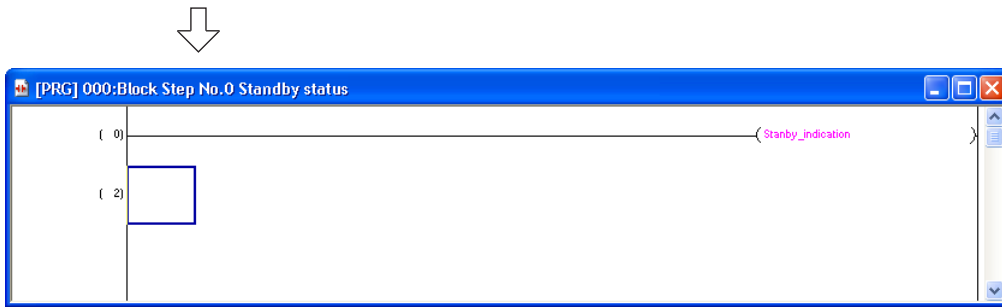 [PRG] 000:Block Step No.0 Standby status
( 0) ( Stanby_indication )
( 2)